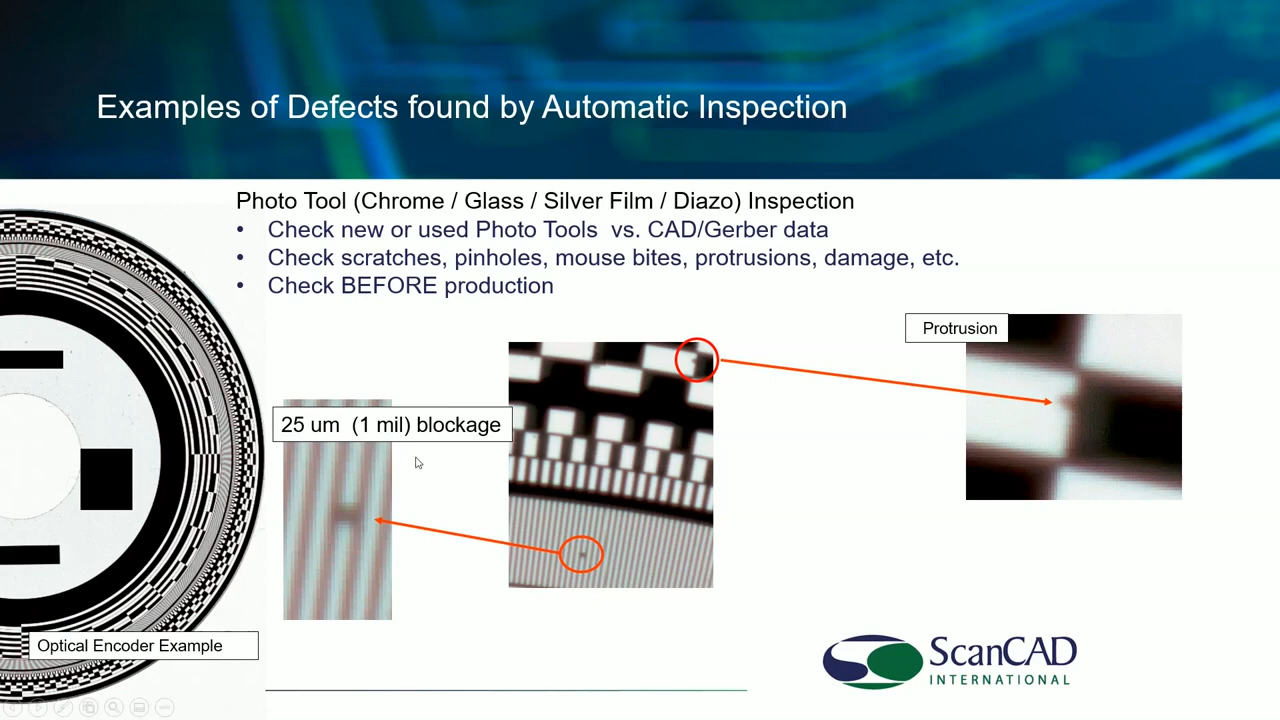 Examples of Defects found by Automatic Inspection
Photo Tool (Chrome / Glass / Silver Film / Diazo) Inspection
• Check new or used Photo Tools vs. CAD/Gerber data
• Check scratches, pinholes, mouse bites, protrusions, damage, etc.
• Check BEFORE production
Protrusion
25 um (1 mil) blockage
Optical Encoder Example
ScanCAD
INTERNATIONAL